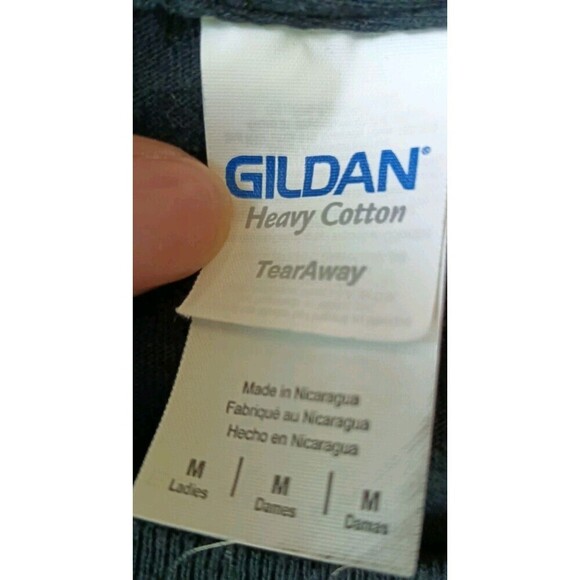 GILDAN®
Heavy Cotton
TearAway
Made in Nicaragua
Fabriqué au Nicaragua
Hecho en Nicaragua
M | M | M
Ladies Dames Damas